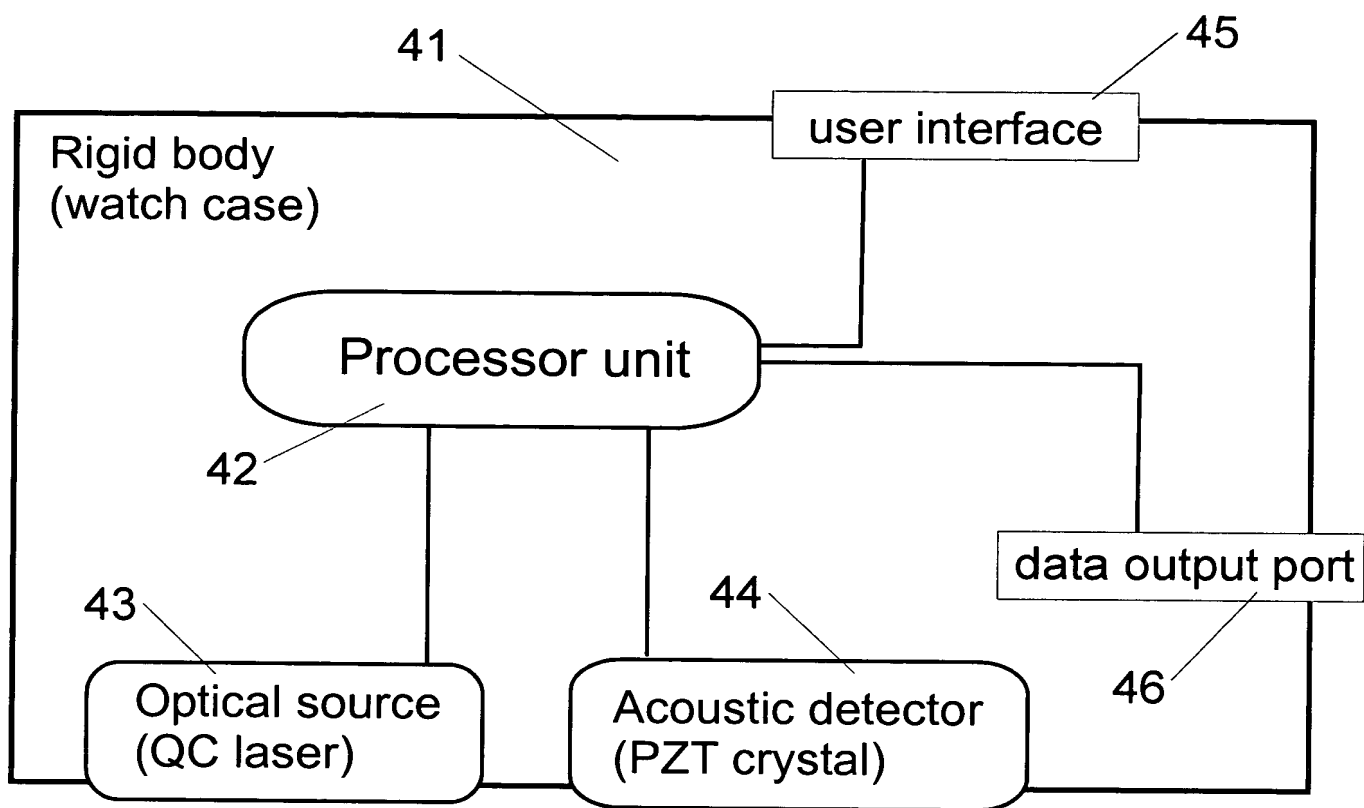 41
45
user interface
Rigid body
(watch case)
Processor unit
42
data output port
43
44
46
Optical source
(QC laser)
Acoustic detector
(PZT crystal)